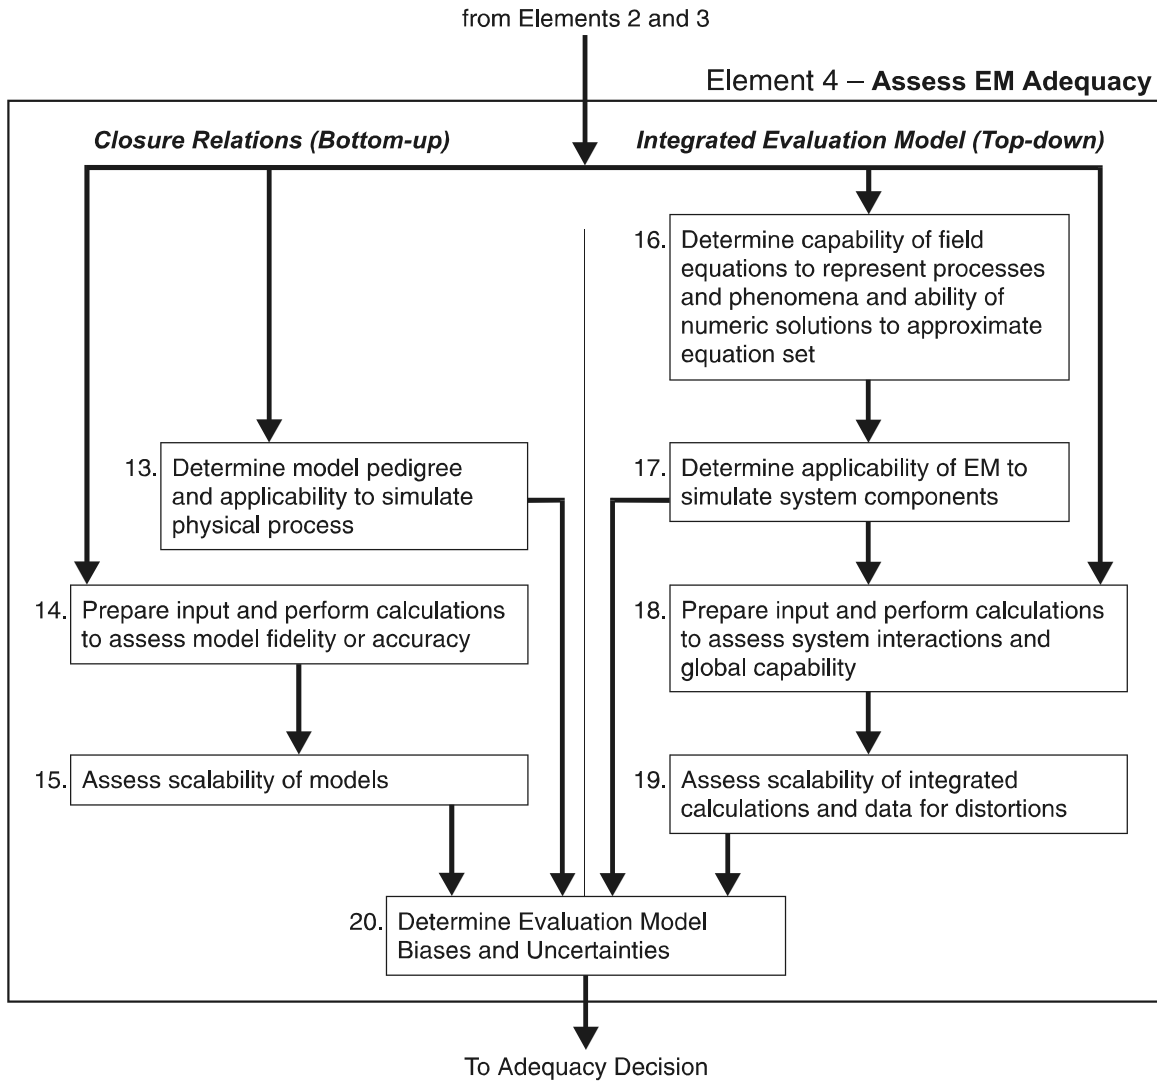 from Elements 2 and 3
Element 4 – Assess EM Adequacy
Closure Relations (Bottom-up)
Integrated Evaluation Model (Top-down)
16. Determine capability of field
equations to represent processes
and phenomena and ability of
numeric solutions to approximate
equation set
13. Determine model pedigree
and applicability to simulate
physical process
17. Determine applicability of EM to
simulate system components
14. Prepare input and perform calculations
to assess model fidelity or accuracy
18. Prepare input and perform calculations
to assess system interactions and
global capability
15. Assess scalability of models
19. Assess scalability of integrated
calculations and data for distortions
20. Determine Evaluation Model
Biases and Uncertainties
To Adequacy Decision